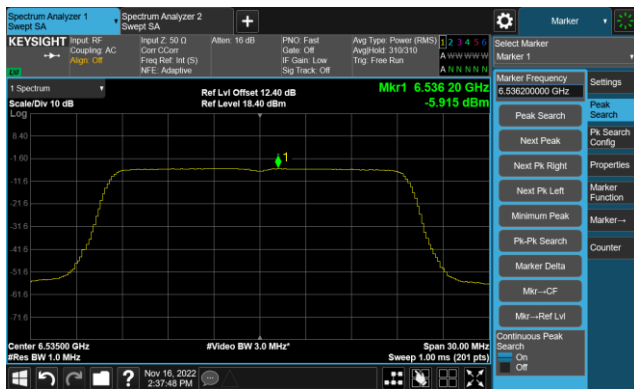 Spectrum Analyzer 1
Swept SA
Spectrum Analyzer 2
Swept SA
+
Marker
KEYSIGHT
Input: RF
Coupling: AC
Align: Off
Input Z: 50 Ω
Corr CCorr
Freq Ref: Int (S)
NFE: Adaptive
Atten: 16 dB
PNO: Fast
Gate: Off
IF Gain: Low
Sig Track: Off
Avg Type: Power (RMS)
Avg|Hold: 310/310
Trig: Free Run
1 2 3 4 5 6
A W W W W W
A N N N N N
Select Marker
Marker 1
1 Spectrum
Scale/Div 10 dB
Log
Ref Lvl Offset 12.40 dB
Ref Level 18.40 dBm
Mkr1 6.536 20 GHz
-5.915 dBm
8.40
-1.60
-11.6
-21.6
-31.6
-41.6
-51.6
-61.6
-71.6
1
Center 6.53500 GHz
#Res BW 1.0 MHz
#Video BW 3.0 MHz*
Span 30.00 MHz
Sweep 1.00 ms (201 pts)
Marker Frequency
6.536200000 GHz
Peak Search
Next Peak
Next Pk Right
Next Pk Left
Minimum Peak
Pk-Pk Search
Marker Delta
Mkr→CF
Mkr→Ref Lvl
Continuous Peak
Search
On
Off
Settings
Peak
Search
Pk Search
Config
Properties
Marker
Function
Marker→
Counter
?
Nov 16, 2022
2:37:48 PM